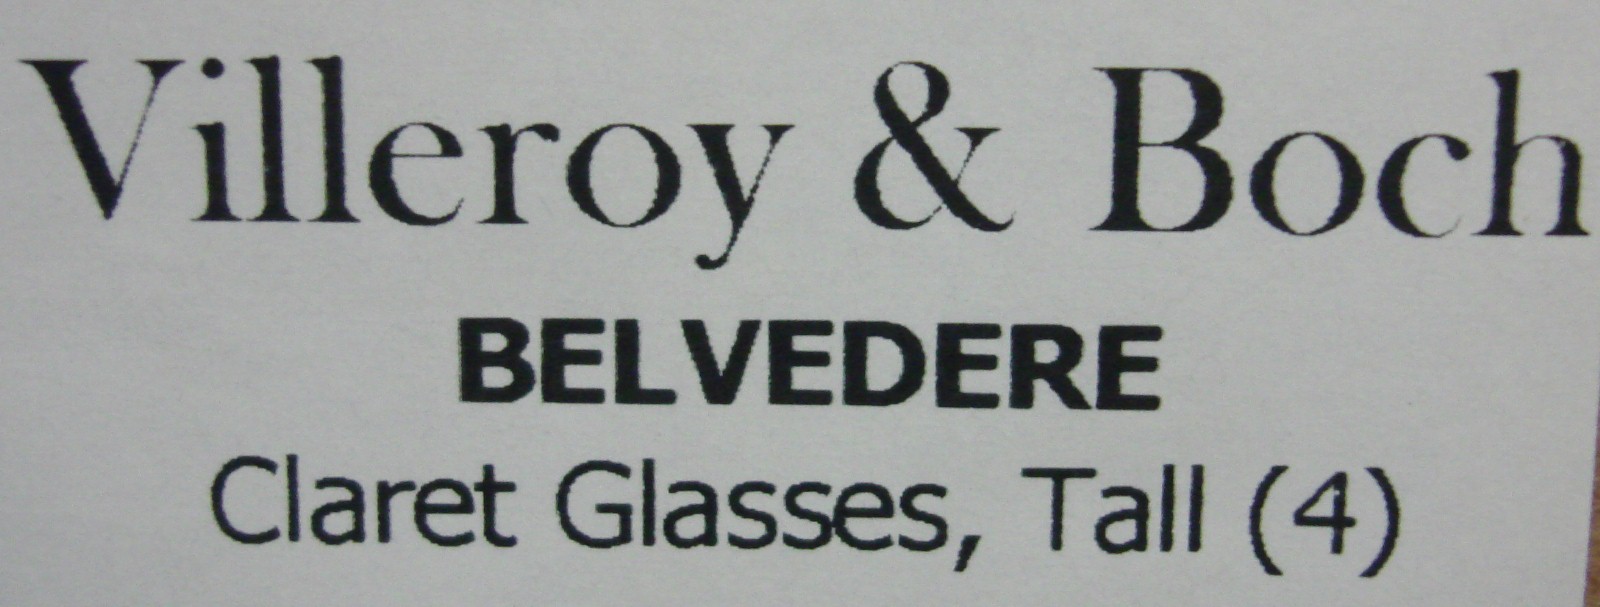 Villeroy & Boch
BELVEDERE
Claret Glasses, Tall (4)